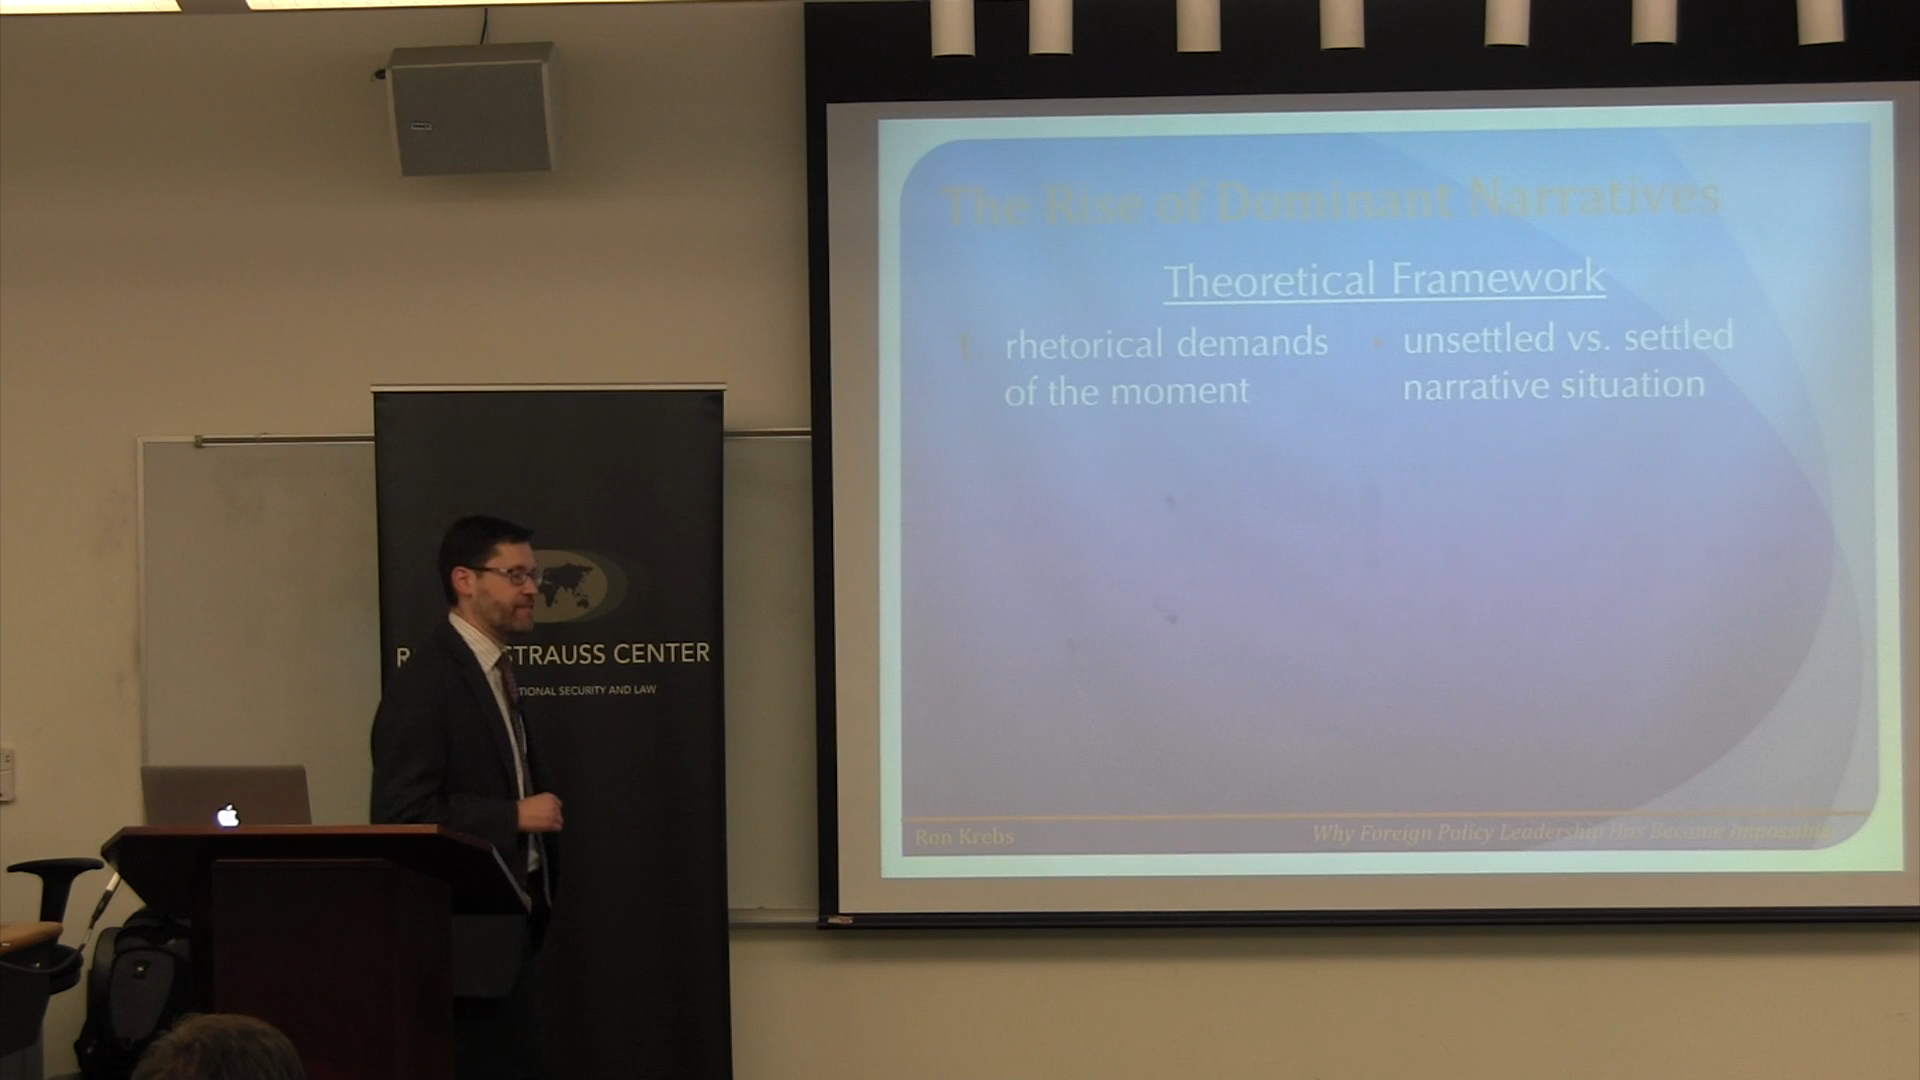 The Rise of Dominant Narratives
Theoretical Framework
1. rhetorical demands
of the moment
• unsettled vs. settled
narrative situation
Ron Krebs
Why Foreign Policy Leadership Has Become Impossible
STRAUSS CENTER
SECURITY AND LAW